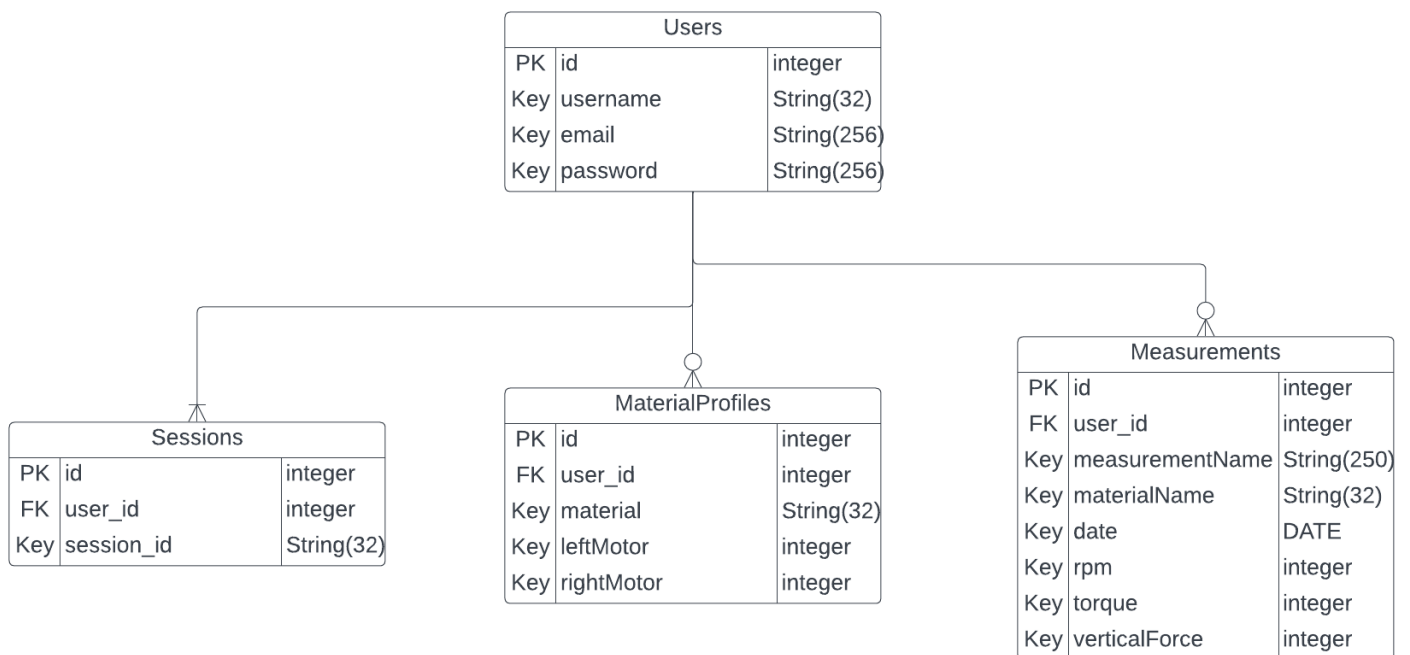 Users
PK id integer
Key username String(32)
Key email String(256)
Key password String(256)
Sessions
PK id integer
FK user_id integer
Key session_id String(32)
MaterialProfiles
PK id integer
FK user_id integer
Key material String(32)
Key leftMotor integer
Key rightMotor integer
Measurements
PK id integer
FK user_id integer
Key measurementName String(250)
Key materialName String(32)
Key date DATE
Key rpm integer
Key torque integer
Key verticalForce integer